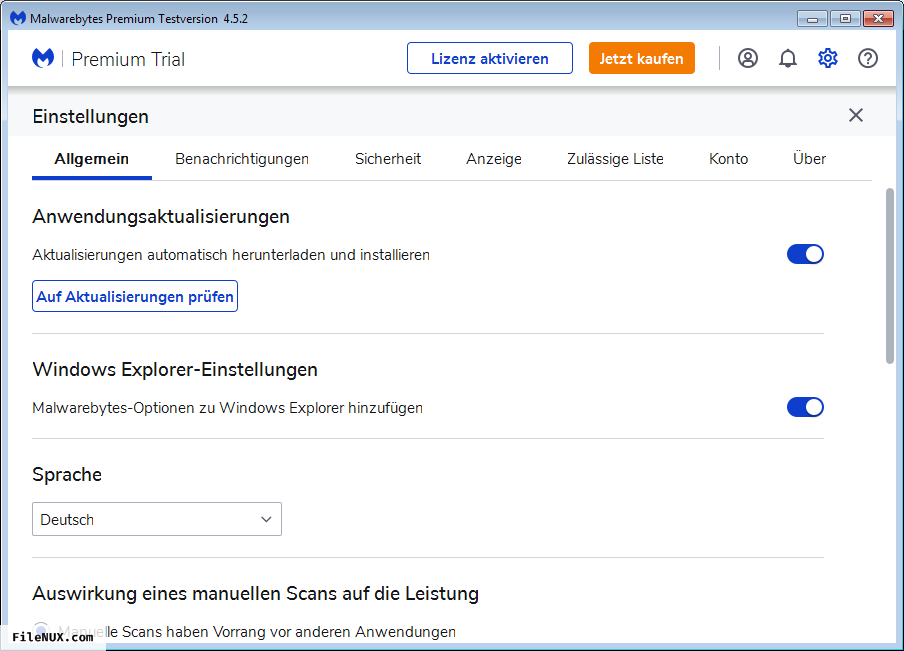 Malwarebytes Premium Testversion 4.5.2
Premium Trial
Lizenz aktivieren
Jetzt kaufen
Einstellungen
Allgemein Benachrichtigungen Sicherheit Anzeige Zulässige Liste Konto Über
Anwendungsaktualisierungen
Aktualisierungen automatisch herunterladen und installieren
Auf Aktualisierungen prüfen
Windows Explorer-Einstellungen
Malwarebytes-Optionen zu Windows Explorer hinzufügen
Sprache
Deutsch
Auswirkung eines manuellen Scans auf die Leistung
Manuelle Scans haben Vorrang vor anderen Anwendungen
FileNUX.com